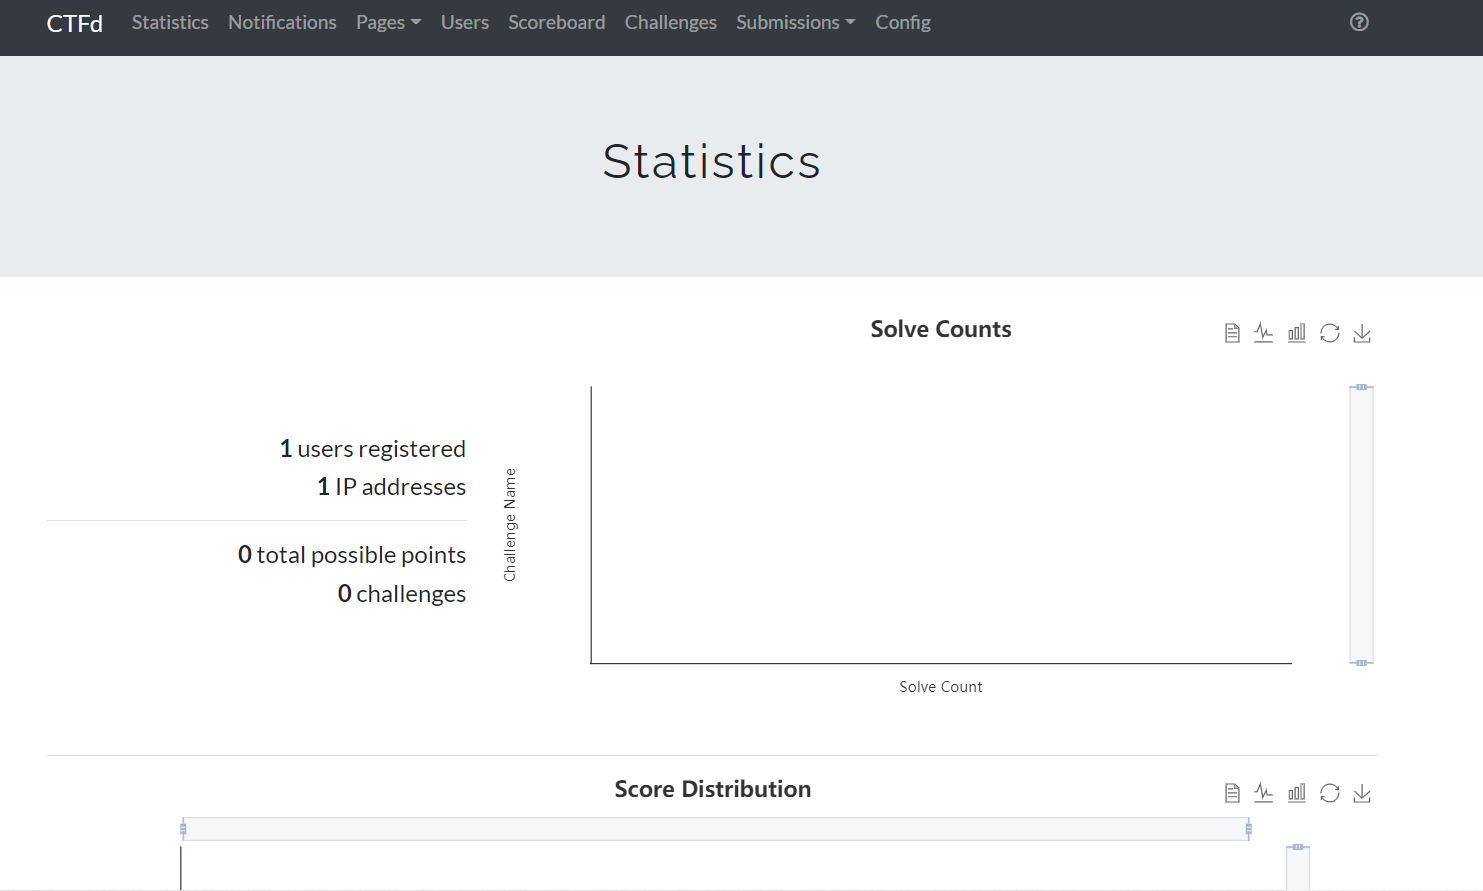 CTFd Statistics Notifications Pages Users Scoreboard Challenges Submissions Config
Statistics
Solve Counts
1 users registered
1 IP addresses
0 total possible points
0 challenges
Challenge Name
Solve Count
Score Distribution